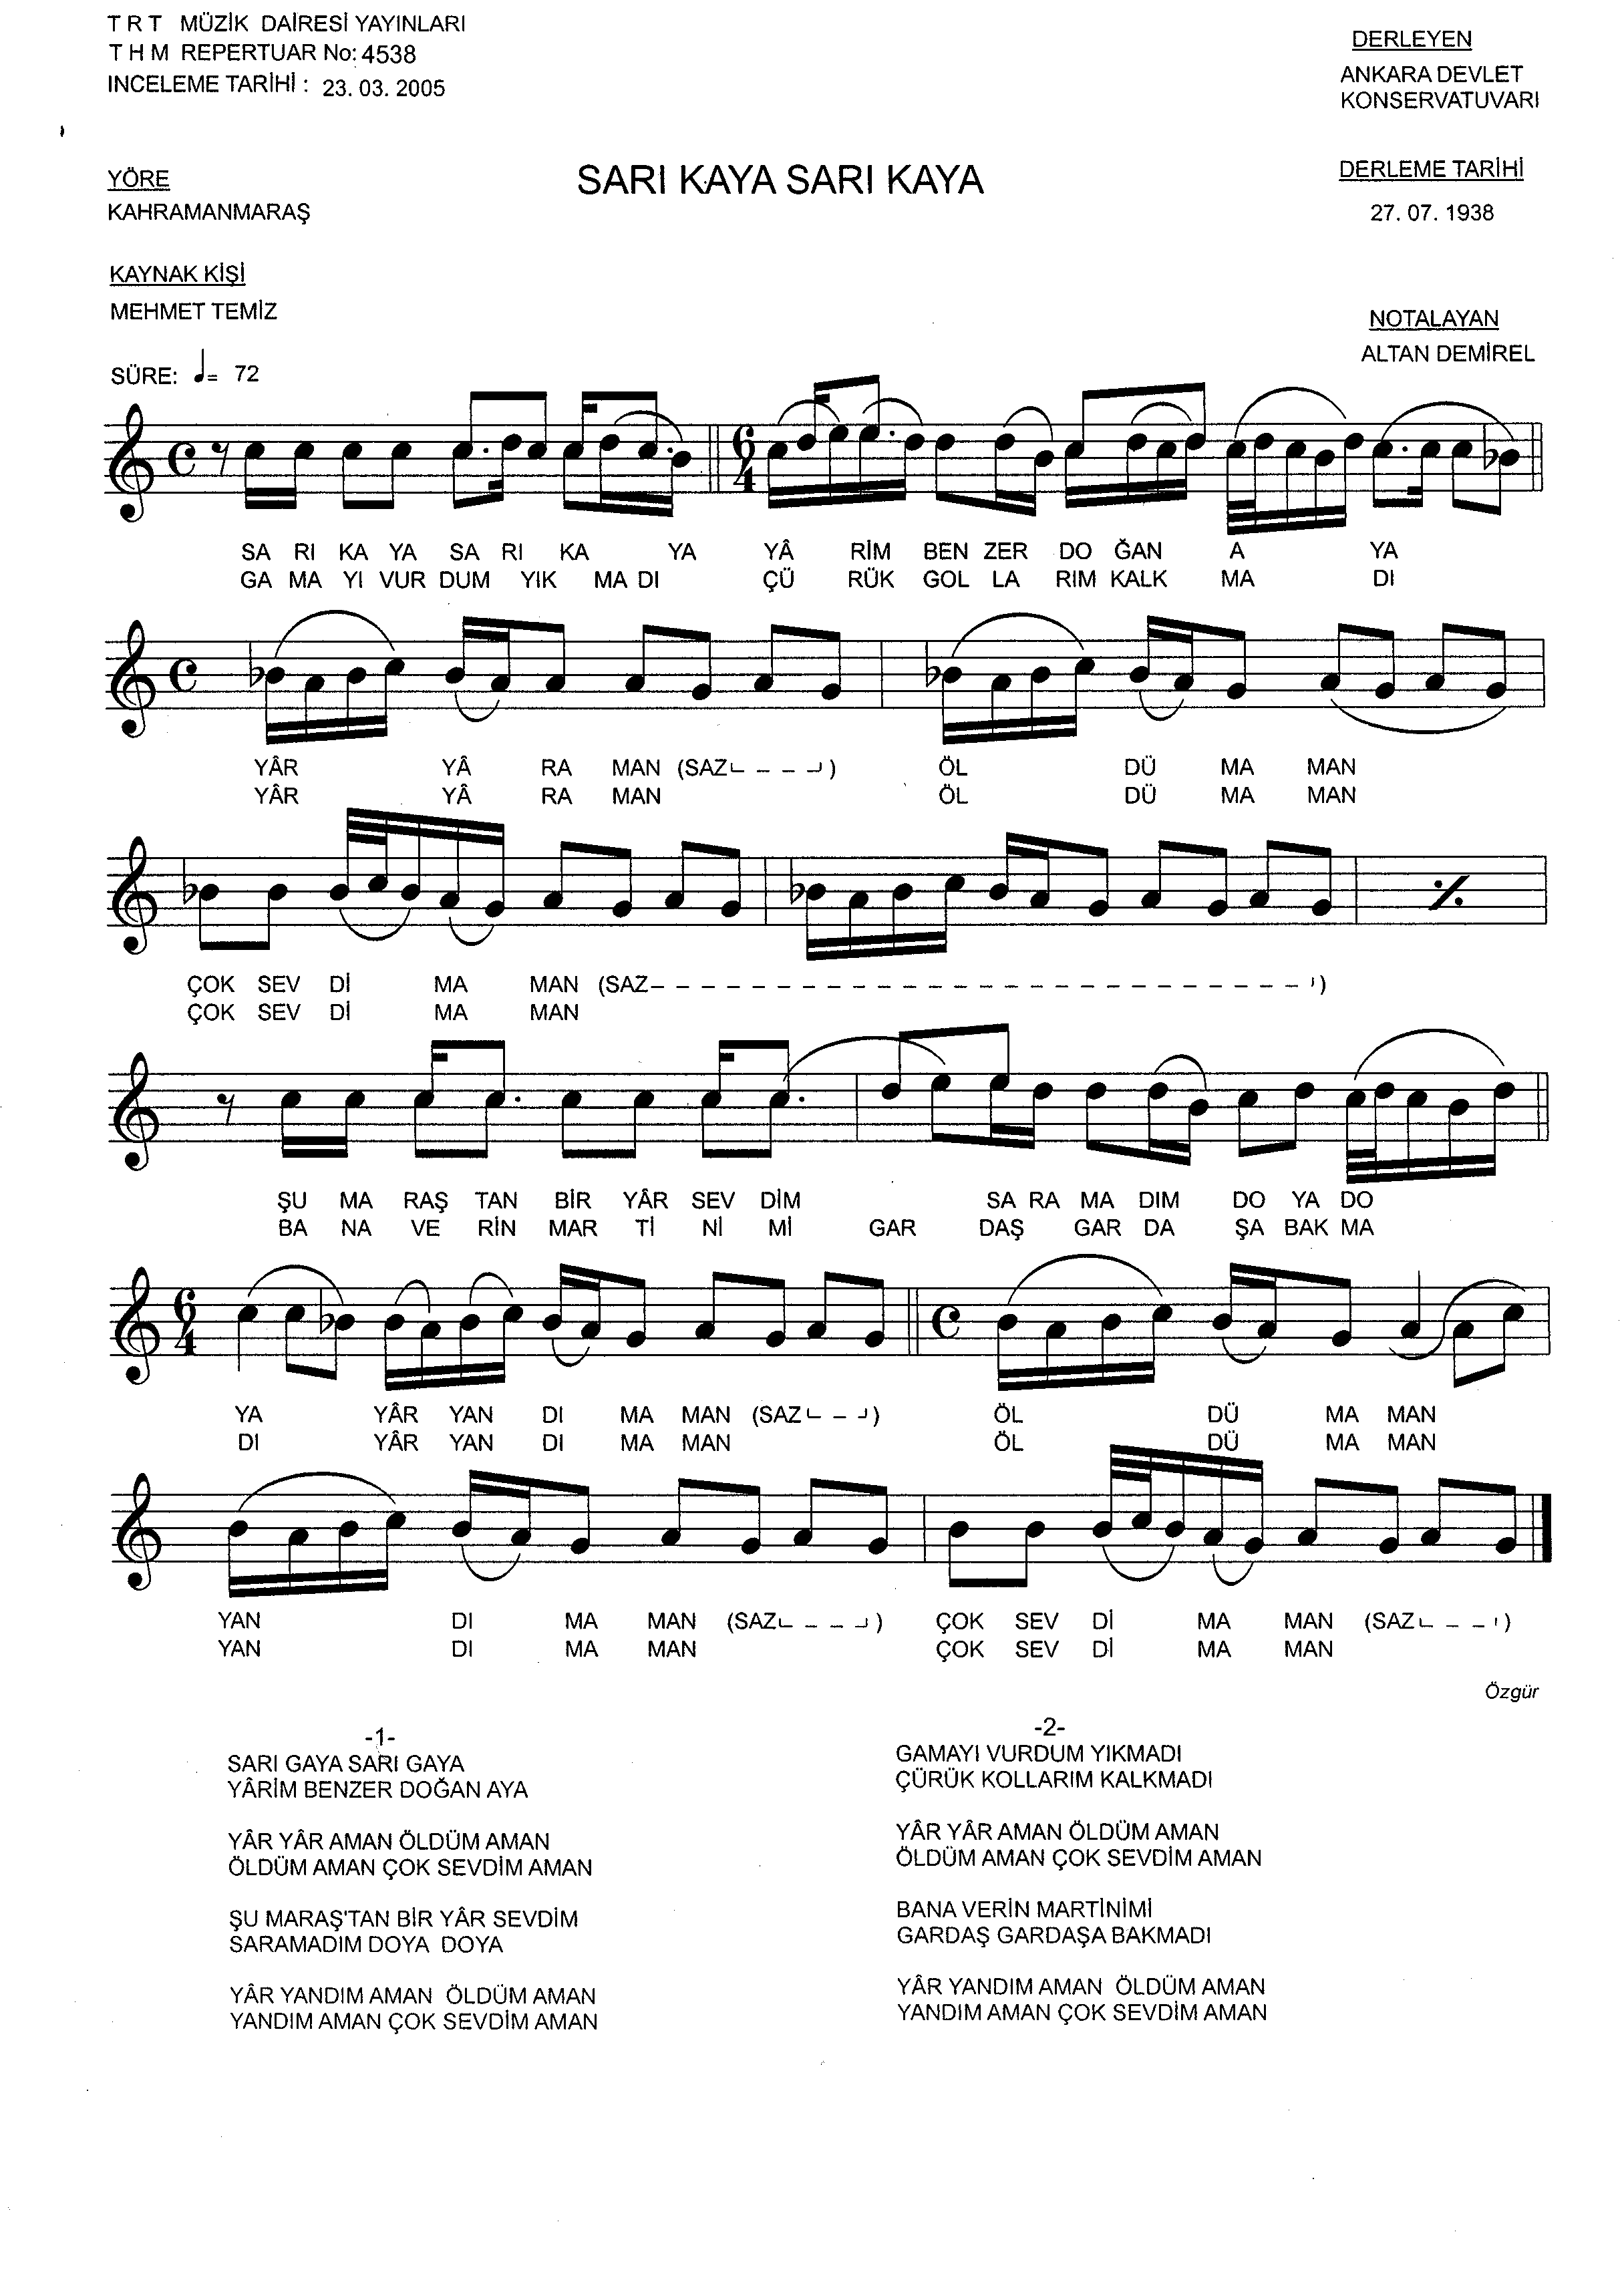 T R T MÜZİK DAİRESİ YAYINLARI
T H M REPERTUAR No: 4538
INCELEME TARİHİ : 23. 03. 2005
DERLEYEN
ANKARA DEVLET
KONSERVATUVARI
YÖRE
KAHRAMANMARAŞ
SARI KAYA SARI KAYA
DERLEME TARİHİ
27. 07. 1938
KAYNAK KİŞİ
MEHMET TEMİZ
NOTALAYAN
ALTAN DEMİREL
SÜRE: ♩= 72
SA RI KA YA SA RI KA YA YÂ RİM BEN ZER DO ĞAN A YA
GA MA YI VUR DUM YIK MA DI ÇÜ RÜK GOL LA RIM KALK MA DI
YÂR YÂ RA MAN (SAZ – – – ) ÖL DÜ MA MAN
YÂR YÂ RA MAN ÖL DÜ MA MAN
ÇOK SEV Dİ MA MAN (SAZ – – – – – – – – – – – – – – – – – – )
ÇOK SEV Dİ MA MAN
ŞU MA RAŞ TAN BİR YÂR SEV DİM SA RA MA DIM DO YA DO
BA NA VE RİN MAR Tİ Nİ Mİ GAR DAŞ GAR DA ŞA BAK MA
6/4
YA YÂR YAN DI MA MAN (SAZ – ) ÖL DÜ MA MAN
DI YÂR YAN DI MA MAN ÖL DÜ MA MAN
YAN DI MA MAN (SAZ – – – ) ÇOK SEV Dİ MA MAN (SAZ – – – )
YAN DI MA MAN ÇOK SEV Dİ MA MAN
Özgür
-1-
SARI GAYA SARI GAYA
YÂRİM BENZER DOĞAN AYA
YÂR YÂR AMAN ÖLDÜM AMAN
ÖLDÜM AMAN ÇOK SEVDİM AMAN
ŞU MARAŞ'TAN BİR YÂR SEVDİM
SARAMADIM DOYA DOYA
YÂR YANDIM AMAN ÖLDÜM AMAN
YANDIM AMAN ÇOK SEVDİM AMAN
-2-
GAMAYI VURDUM YIKMADI
ÇÜRÜK KOLLARIM KALKMADI
YÂR YÂR AMAN ÖLDÜM AMAN
ÖLDÜM AMAN ÇOK SEVDİM AMAN
BANA VERİN MARTİNİMİ
GARDAŞ GARDAŞA BAKMADI
YÂR YANDIM AMAN ÖLDÜM AMAN
YANDIM AMAN ÇOK SEVDİM AMAN